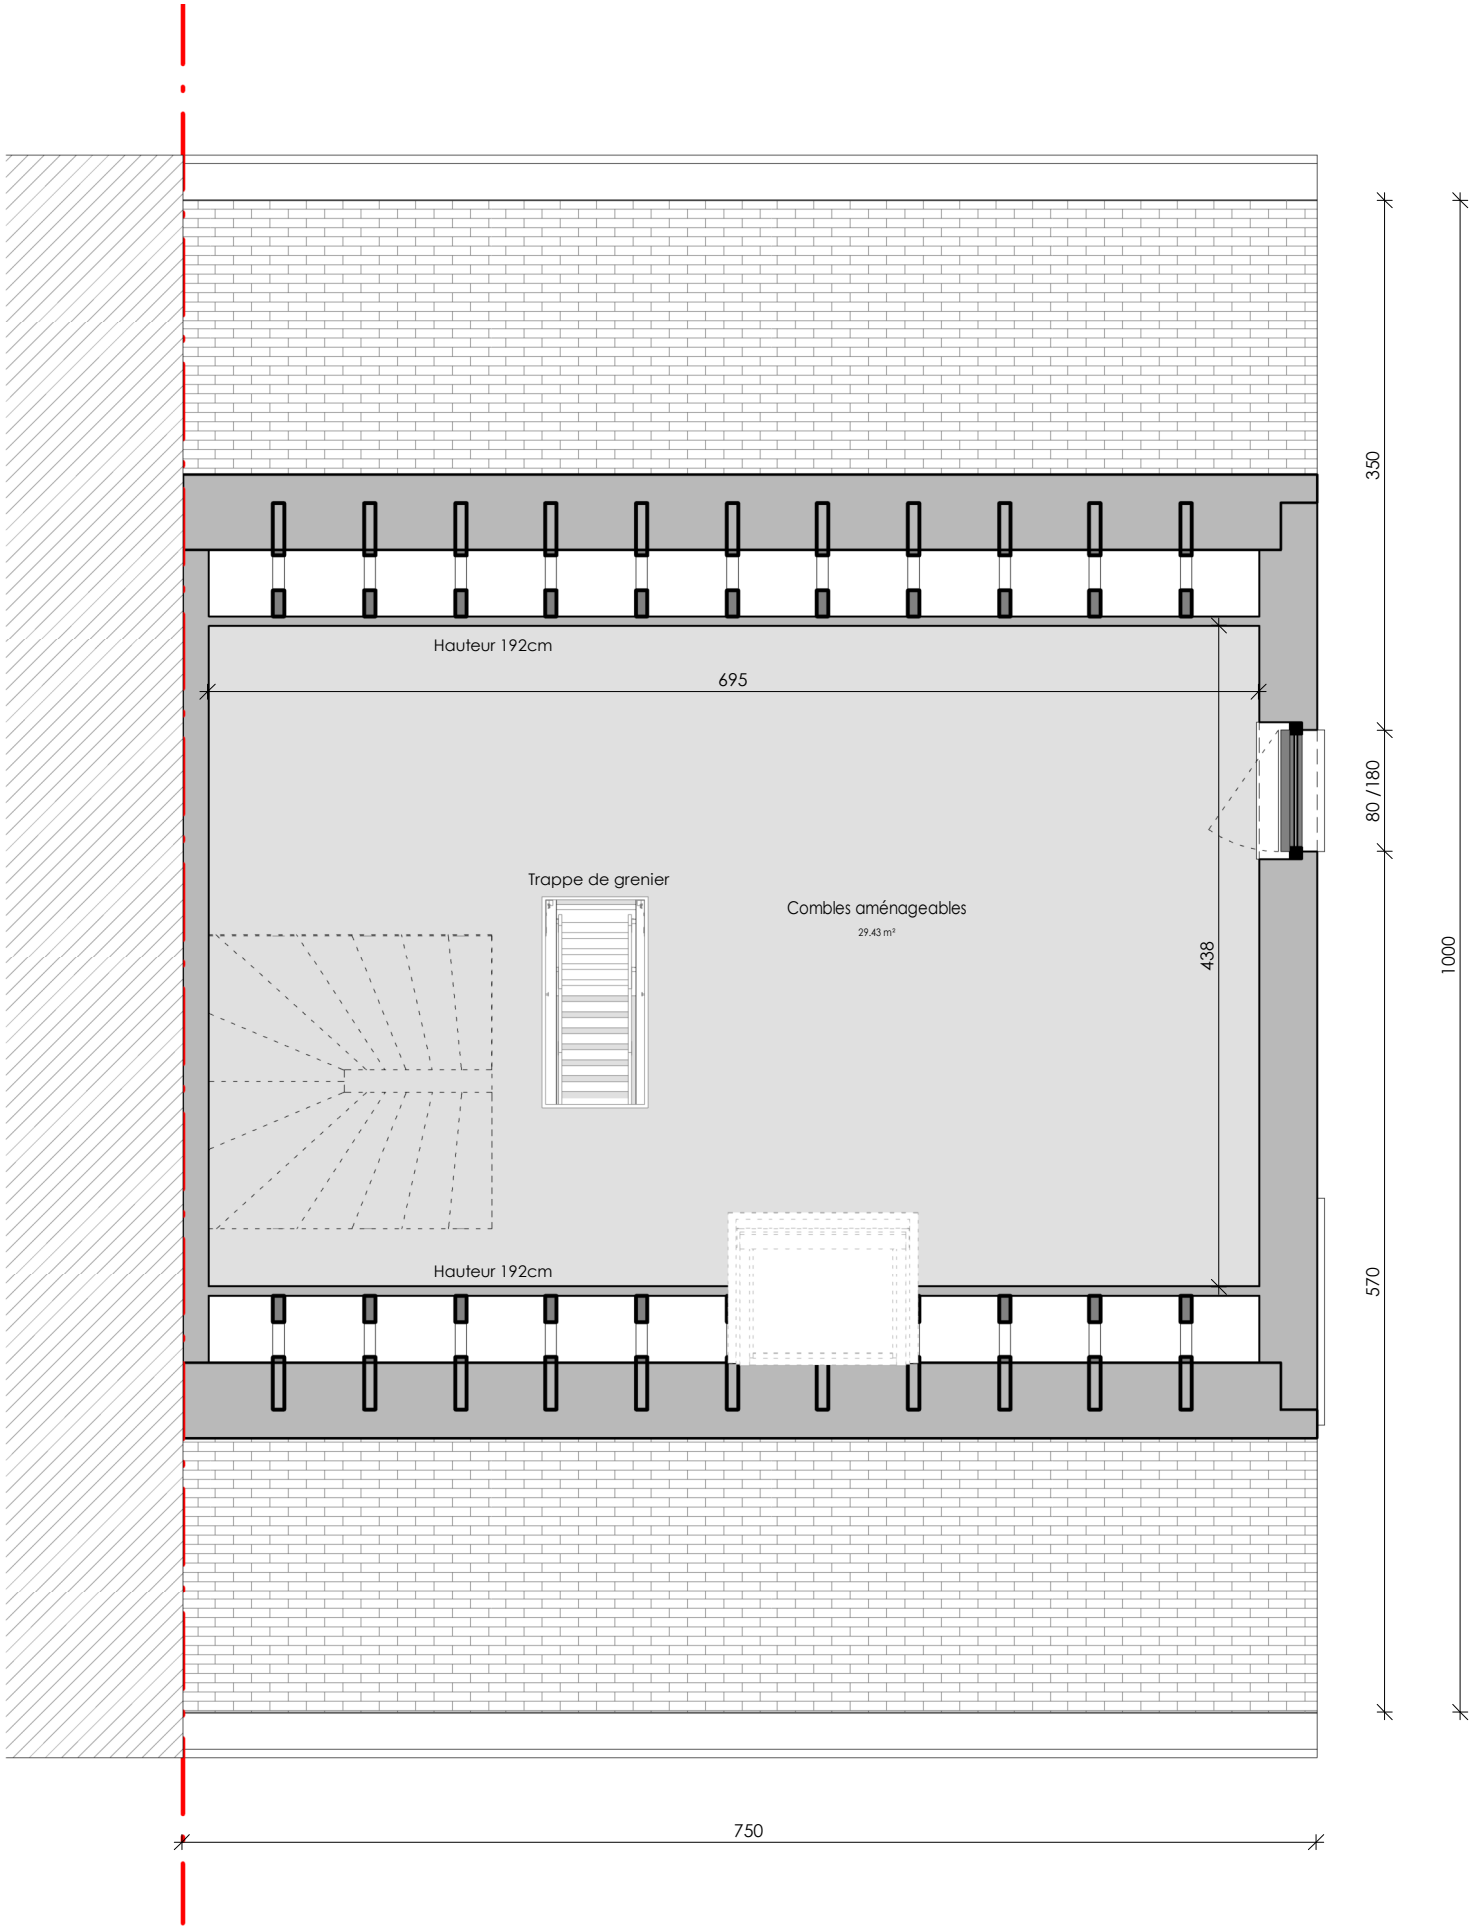 350
Hauteur 192cm
695
80 /180
Trappe de grenier
Combles aménageables
29.43 m²
438
1000
Hauteur 192cm
570
750